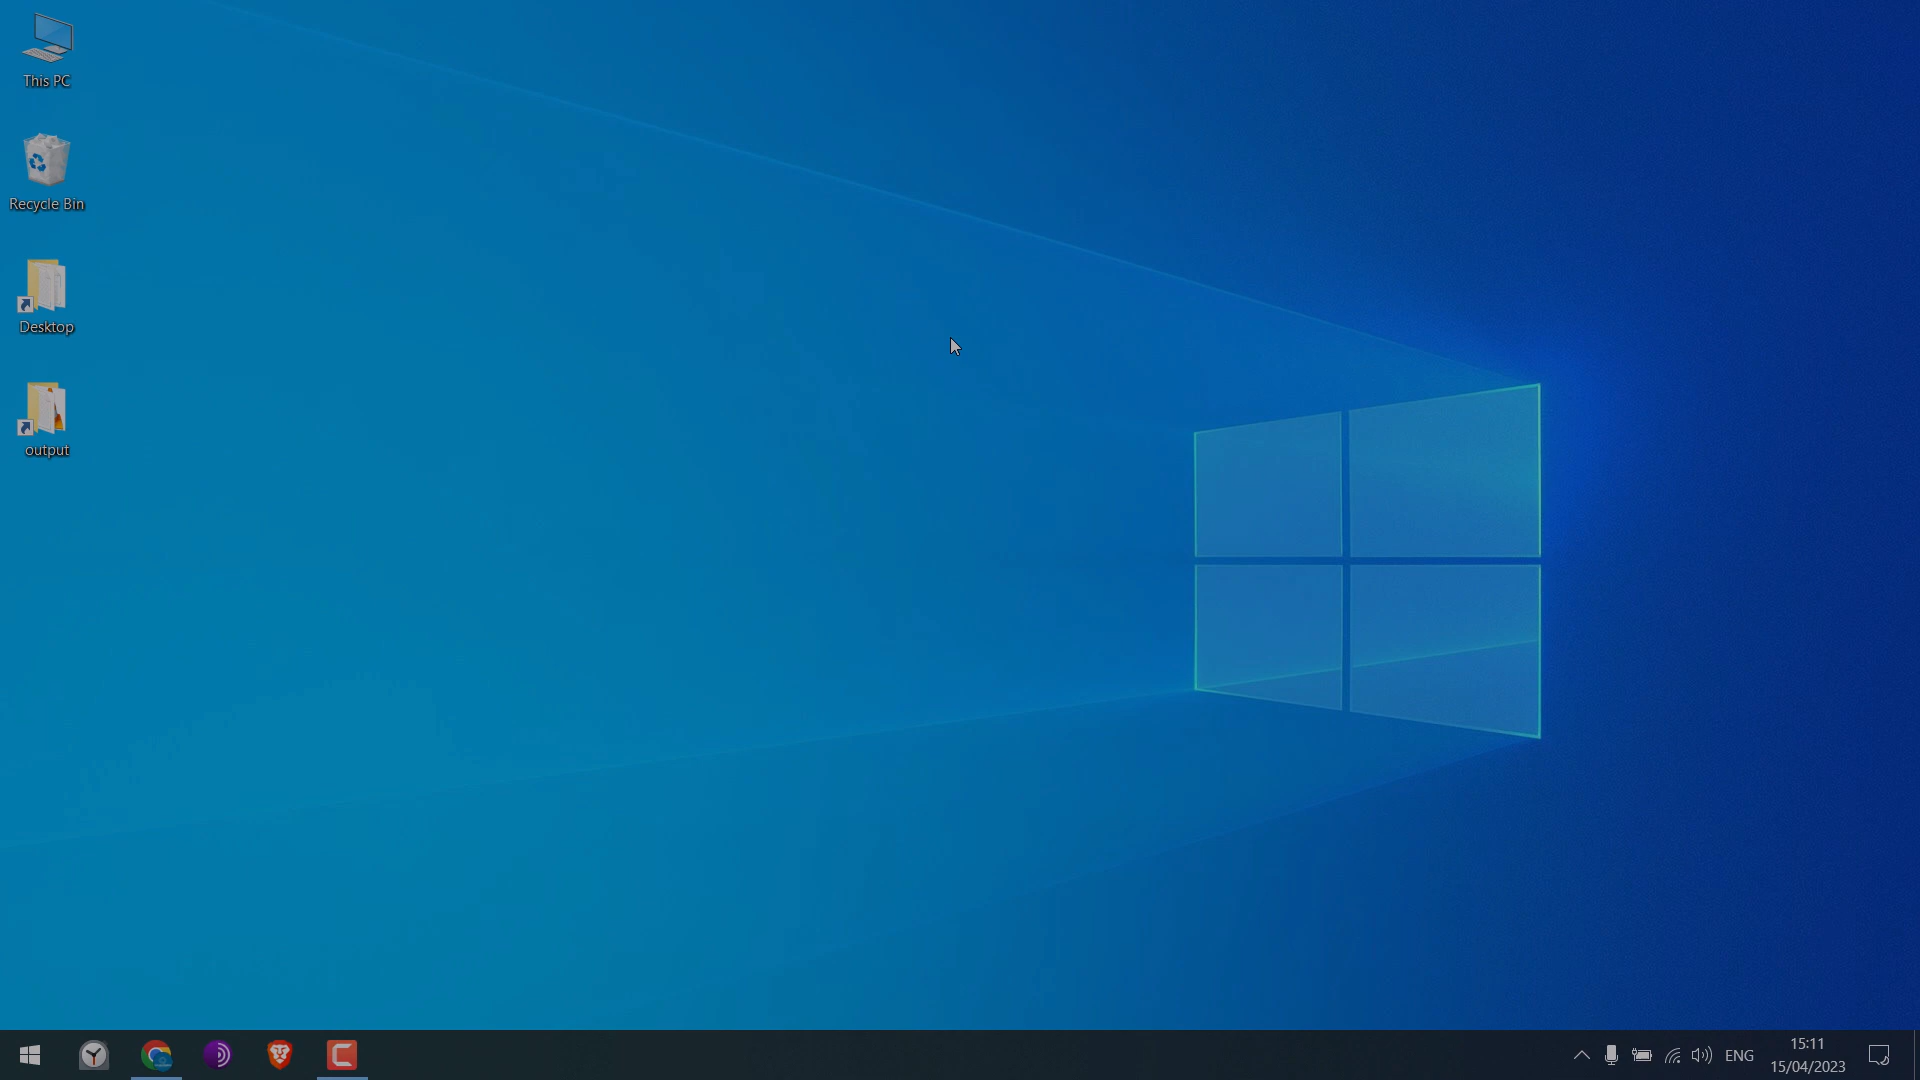 This PC
Recycle Bin
Desktop
output
ENG
15:11
15/04/2023